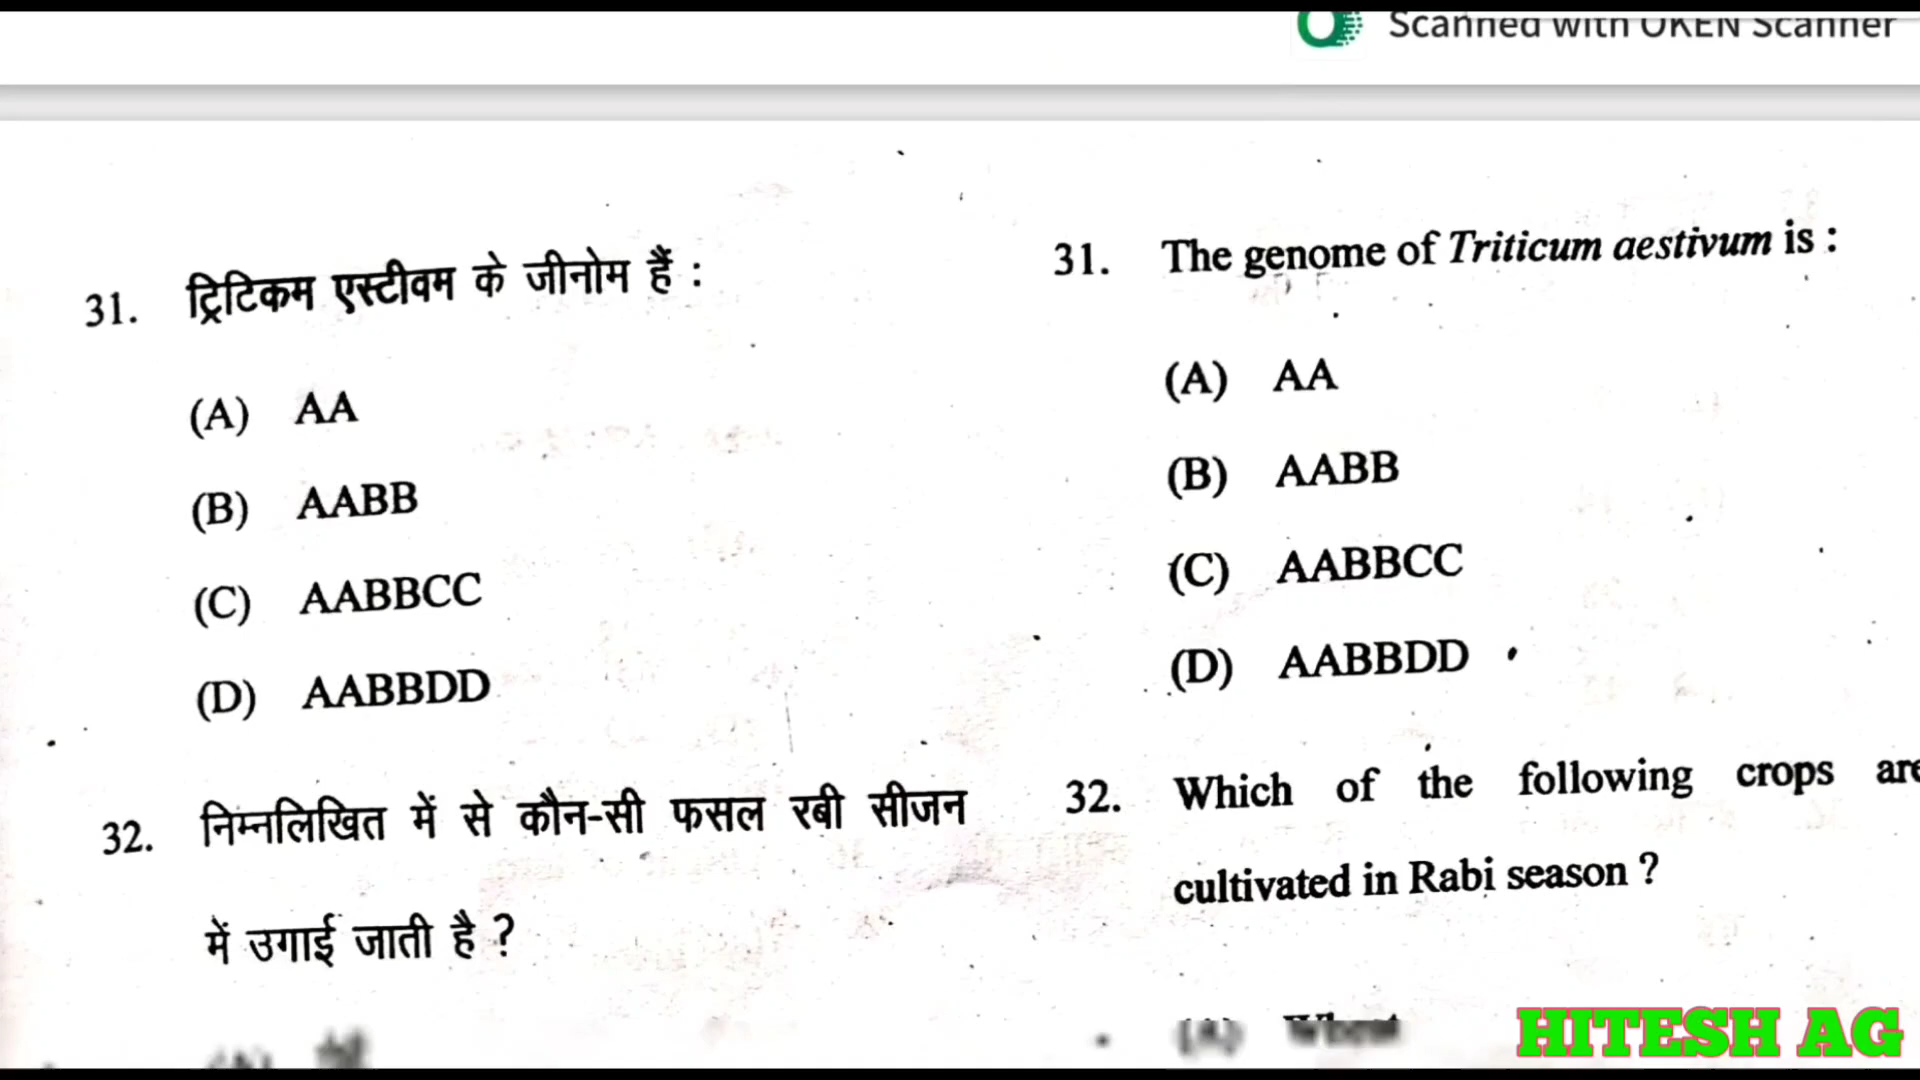 Scanned with OKEN Scanner
31. ट्रिटिकम एस्टीवम के जीनोम हैं :
(A) AA
(B) AABB
(C) AABBCC
(D) AABBDD
32. निम्नलिखित में से कौन-सी फसल रबी सीजन
में उगाई जाती है ?
31. The genome of Triticum aestivum is :
(A) AA
(B) AABB
(C) AABBCC
(D) AABBDD
32. Which of the following crops are
cultivated in Rabi season ?
(A) Wheat
HITESH AG